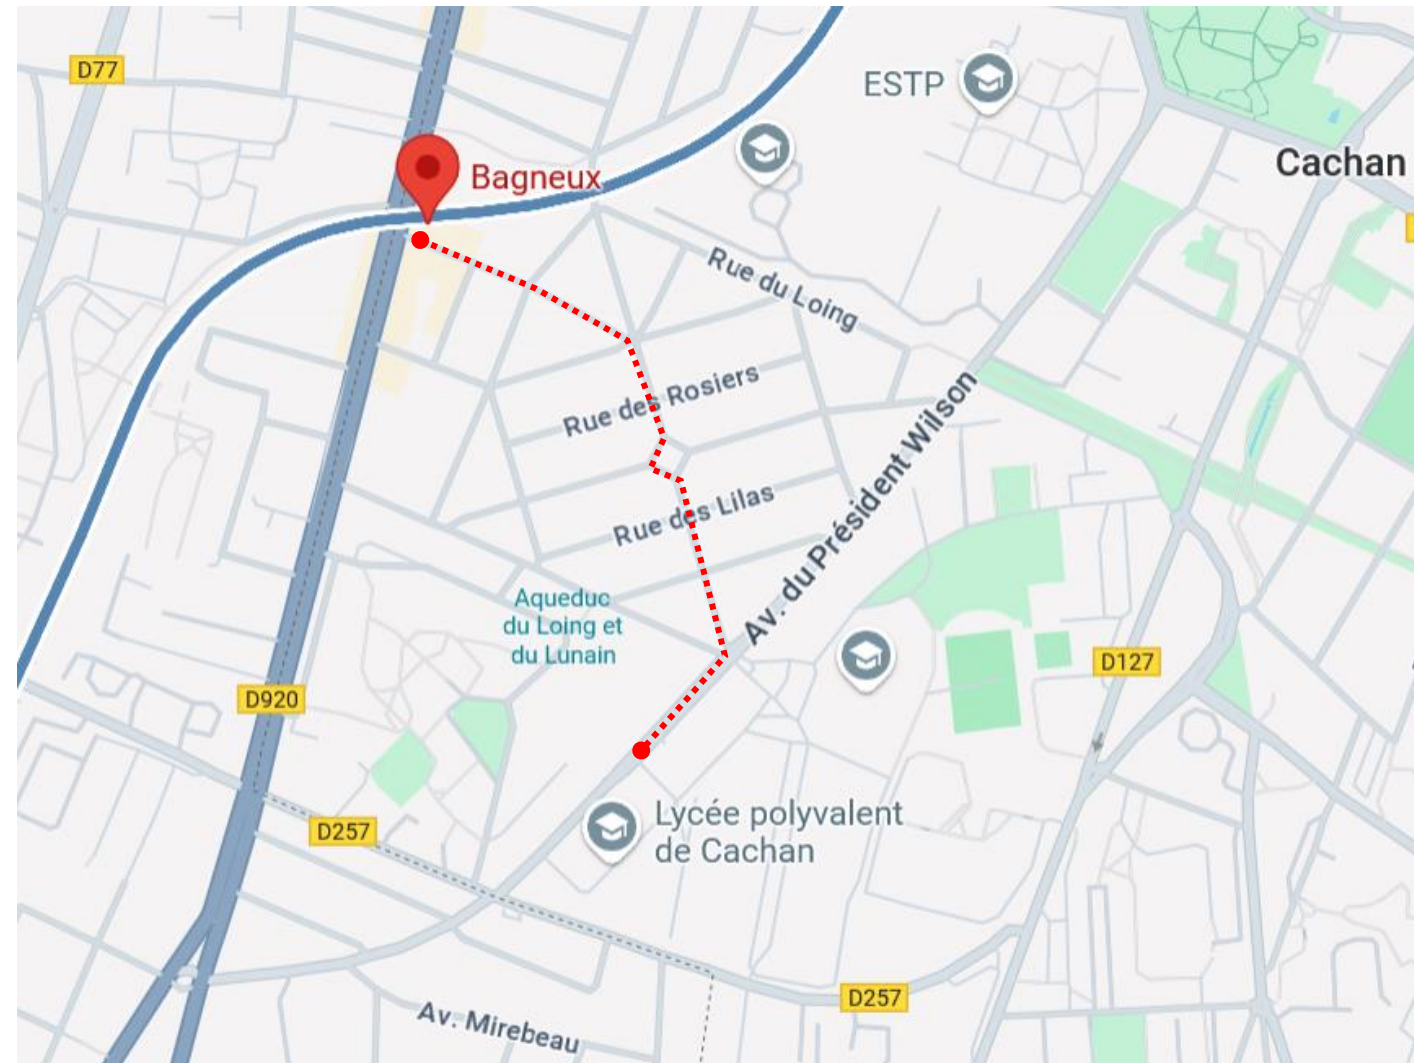 D77
ESTP
Cachan
Bagneux
Rue du Loing
Rue des Rosiers
Av. du Président Wilson
Rue des Lilas
Aqueduc
du Loing et
du Lunain
D127
D920
D257
Lycée polyvalent
de Cachan
D257
Av. Mirebeau